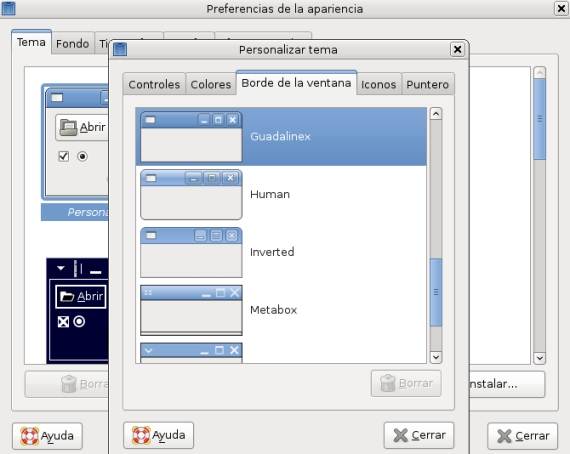 Preferencias de la apariencia
Tema Fondo
Personalizar tema
Controles Colores Borde de la ventana Iconos Puntero
Abrir
Guadalinex
Human
Persona
Inverted
Abrir
Metabox
Borra
Borrar
nstalar...
Ayuda
Ayuda
Cerrar
Cerrar